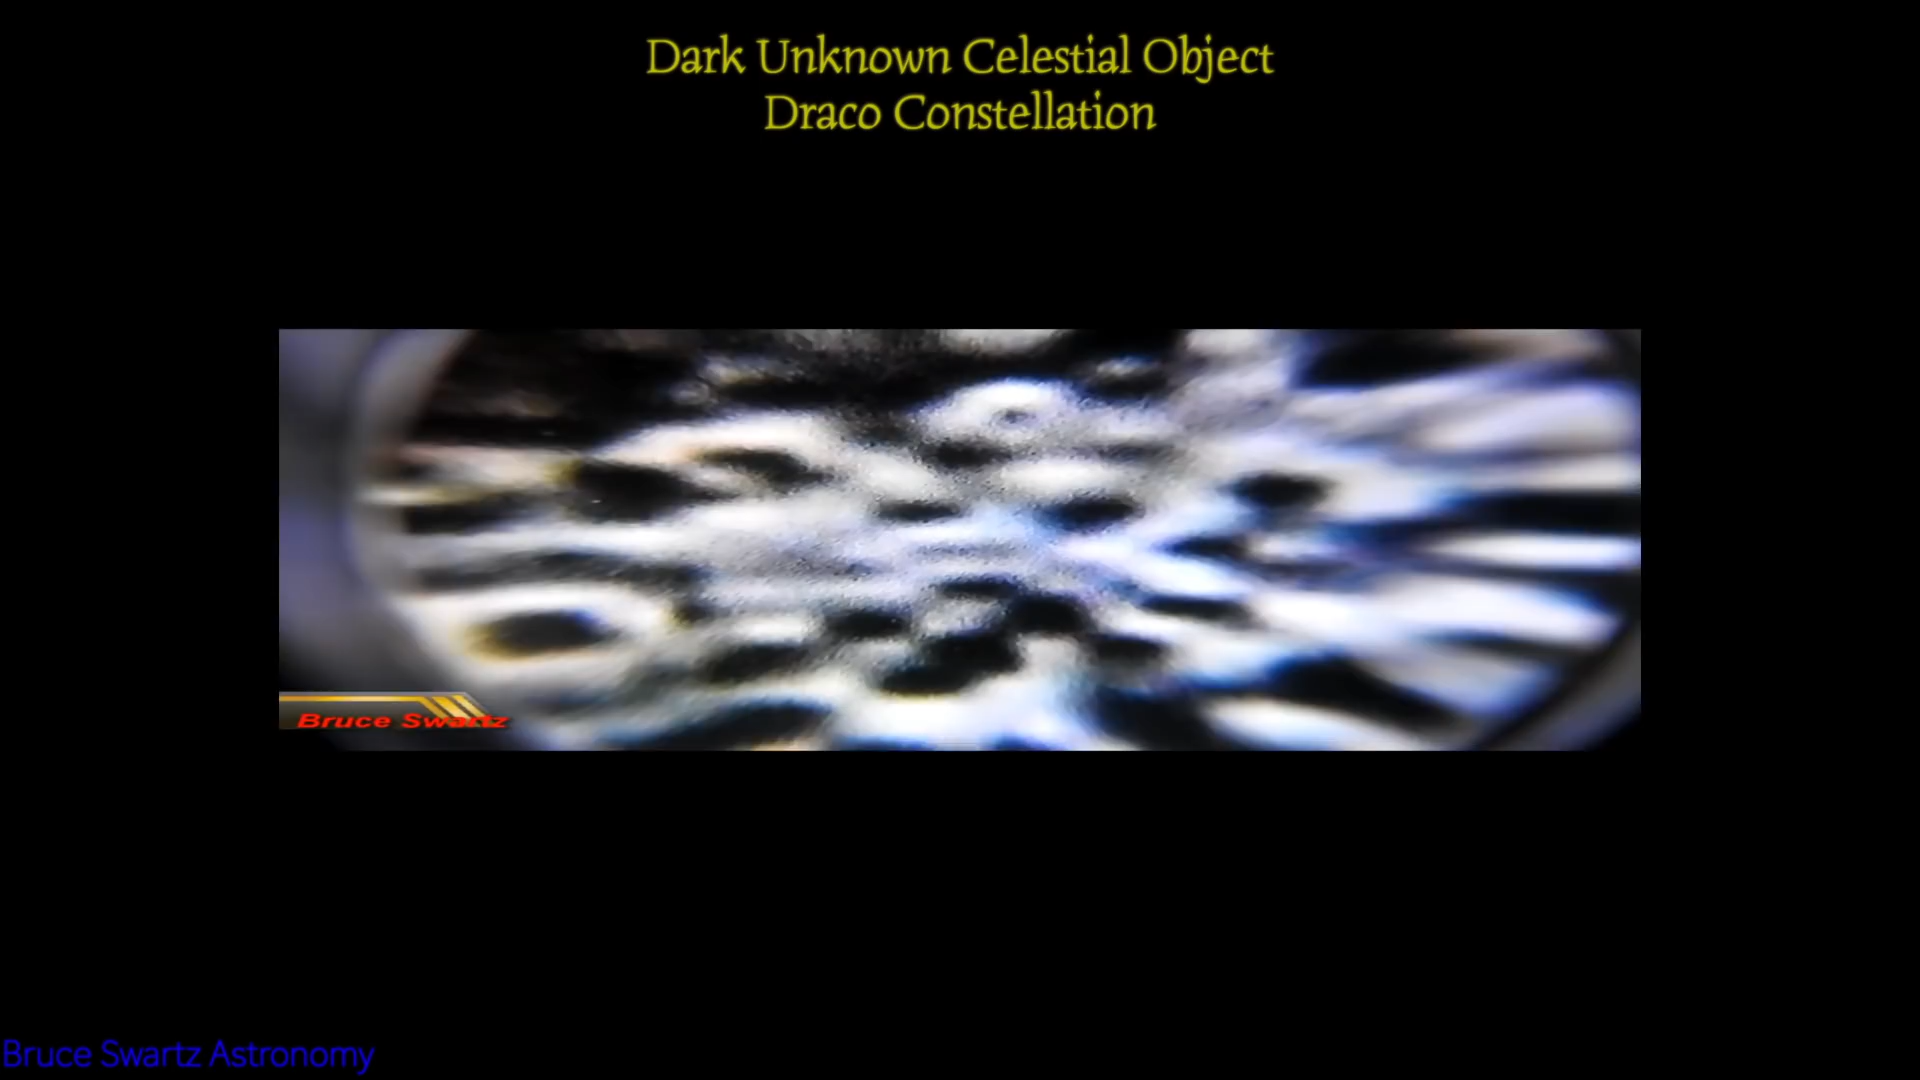 Dark Unknown Celestial Object
Draco Constellation
Bruce Swartz
Bruce Swartz Astronomy